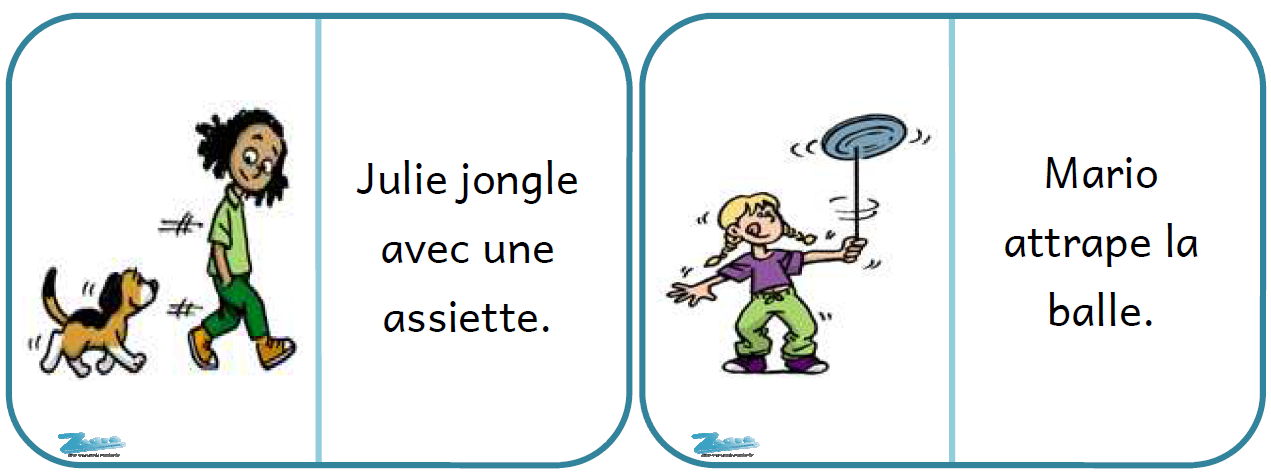 Julie jongle
avec une
assiette.
Mario
attrape la
balle.